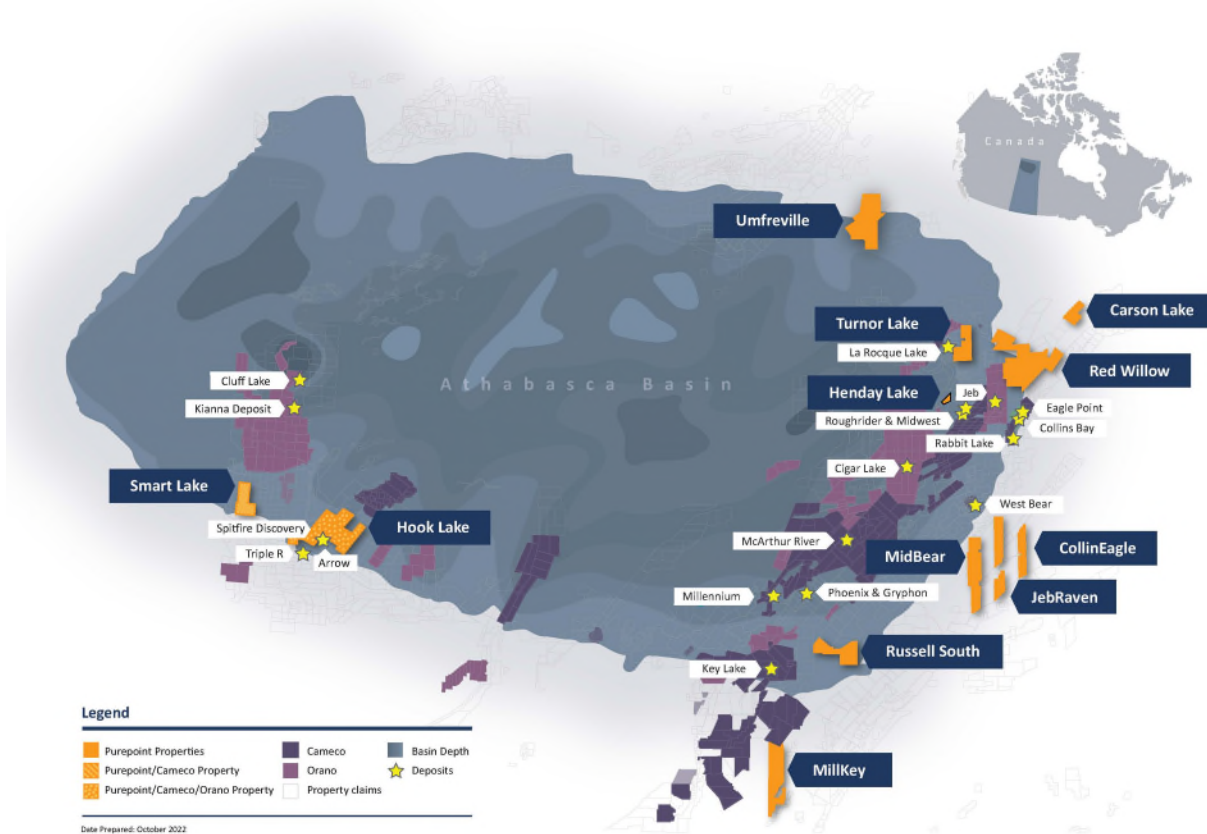 Canada
Umfreville
Carson Lake
Turnor Lake
La Rocque Lake
Red Willow
Cluff Lake
Athabasca Basin
Henday Lake
Jeb
Kianna Deposit
Eagle Point
Roughrider & Midwest
Collins Bay
Rabbit Lake
Cigar Lake
Smart Lake
West Bear
Spitfire Discovery
Hook Lake
McArthur River
CollinEagle
Triple R
MidBear
Arrow
Millennium
Phoenix & Gryphon
JebRaven
Russell South
Key Lake
MillKey
Legend
Purepoint Properties
Cameco
Basin Depth
Purepoint/Cameco Property
Orano
Deposits
Purepoint/Cameco/Orano Property
Property claims
Date Prepared: October 2022